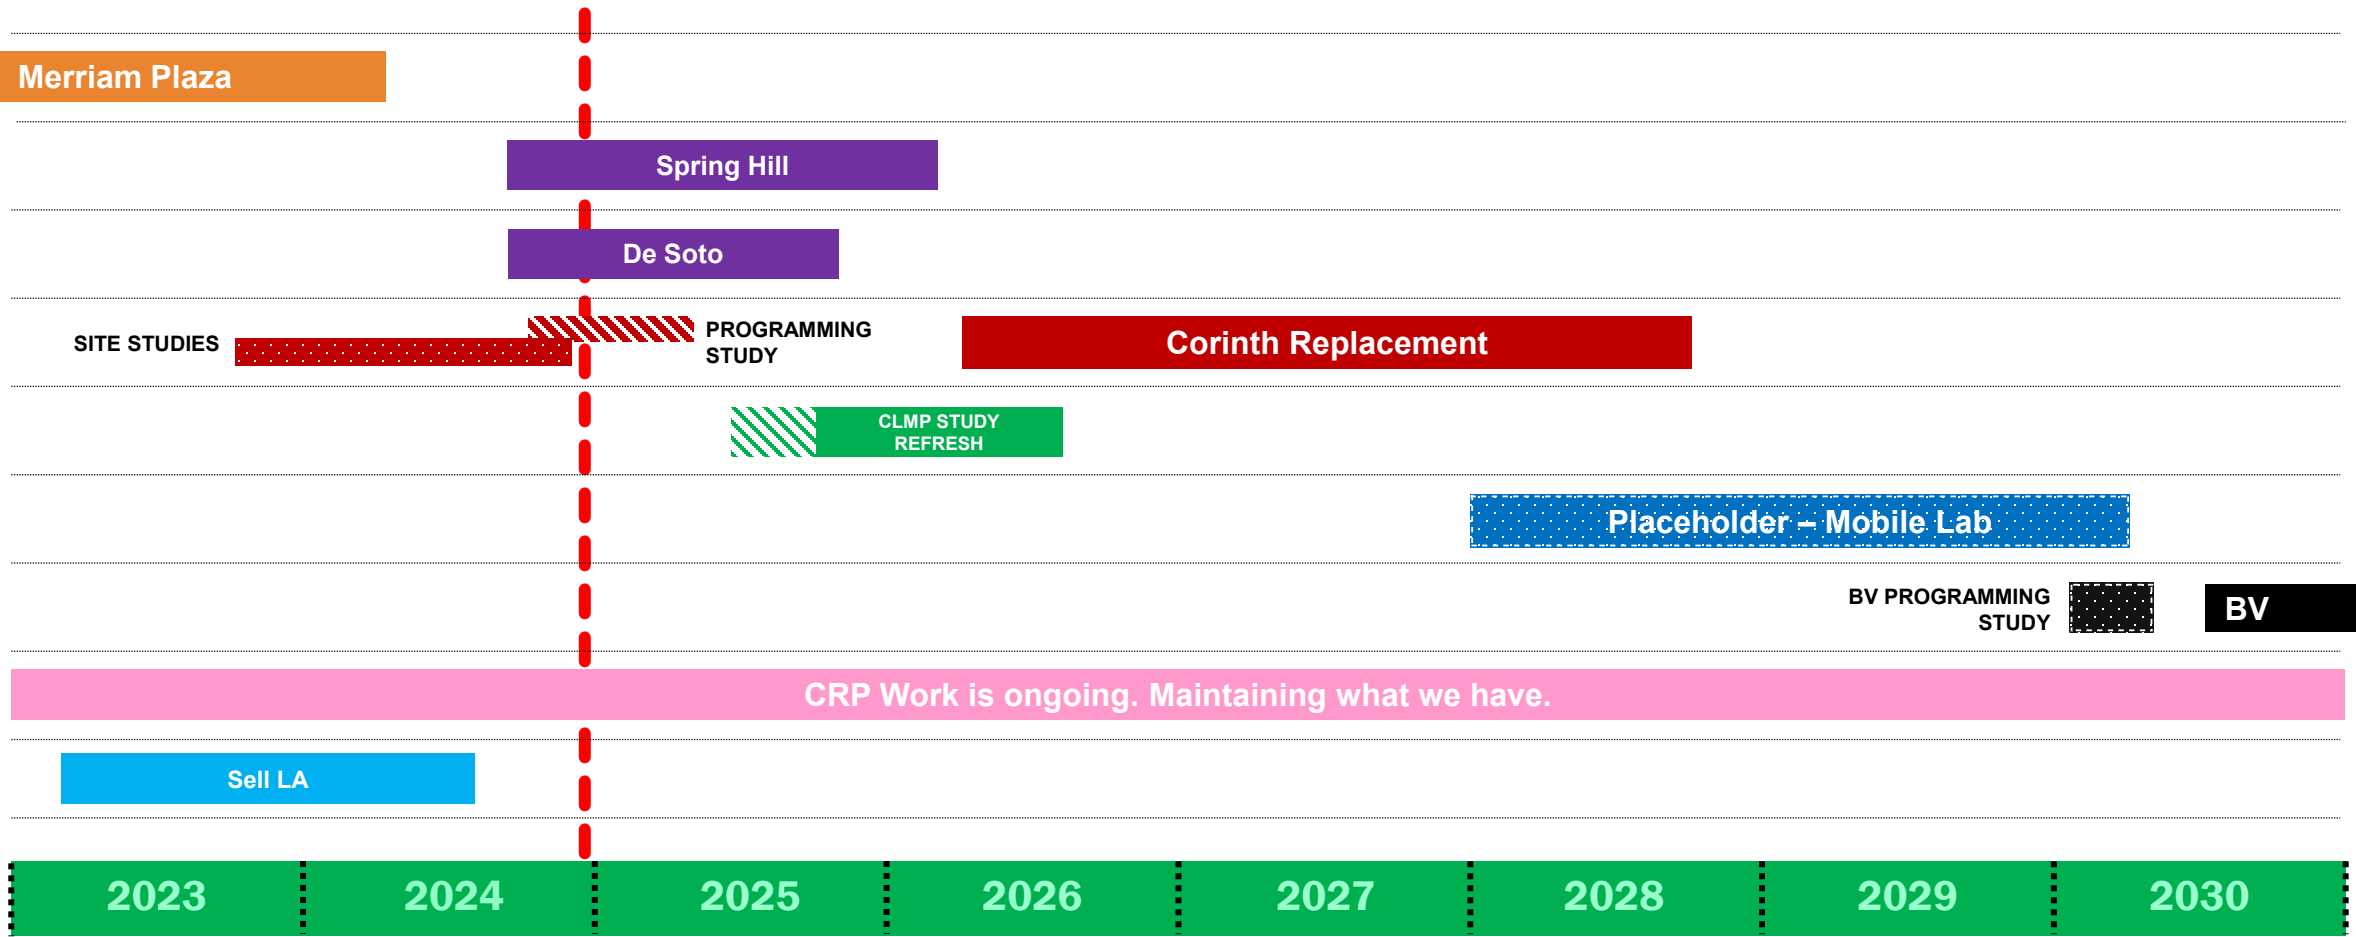 Merriam Plaza
Spring Hill
De Soto
SITE STUDIES
PROGRAMMING
STUDY
Corinth Replacement
CLMP STUDY
REFRESH
Placeholder – Mobile Lab
BV PROGRAMMING
STUDY
BV
CRP Work is ongoing. Maintaining what we have.
Sell LA
2023
2024
2025
2026
2027
2028
2029
2030